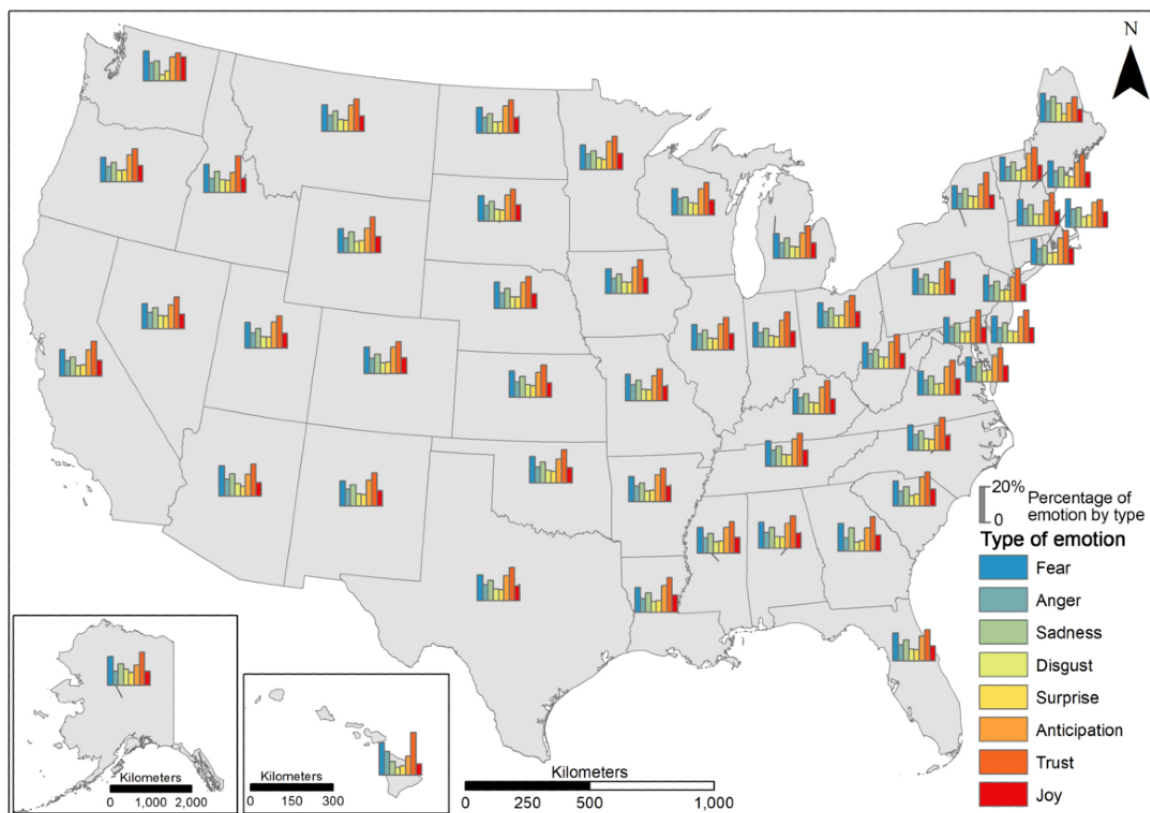 N
20%
0
Percentage of
emotion by type
Type of emotion
Fear
Anger
Sadness
Disgust
Surprise
Anticipation
Trust
Joy
Kilometers
0 1,000 2,000
Kilometers
0 150 300
Kilometers
0 250 500 1,000